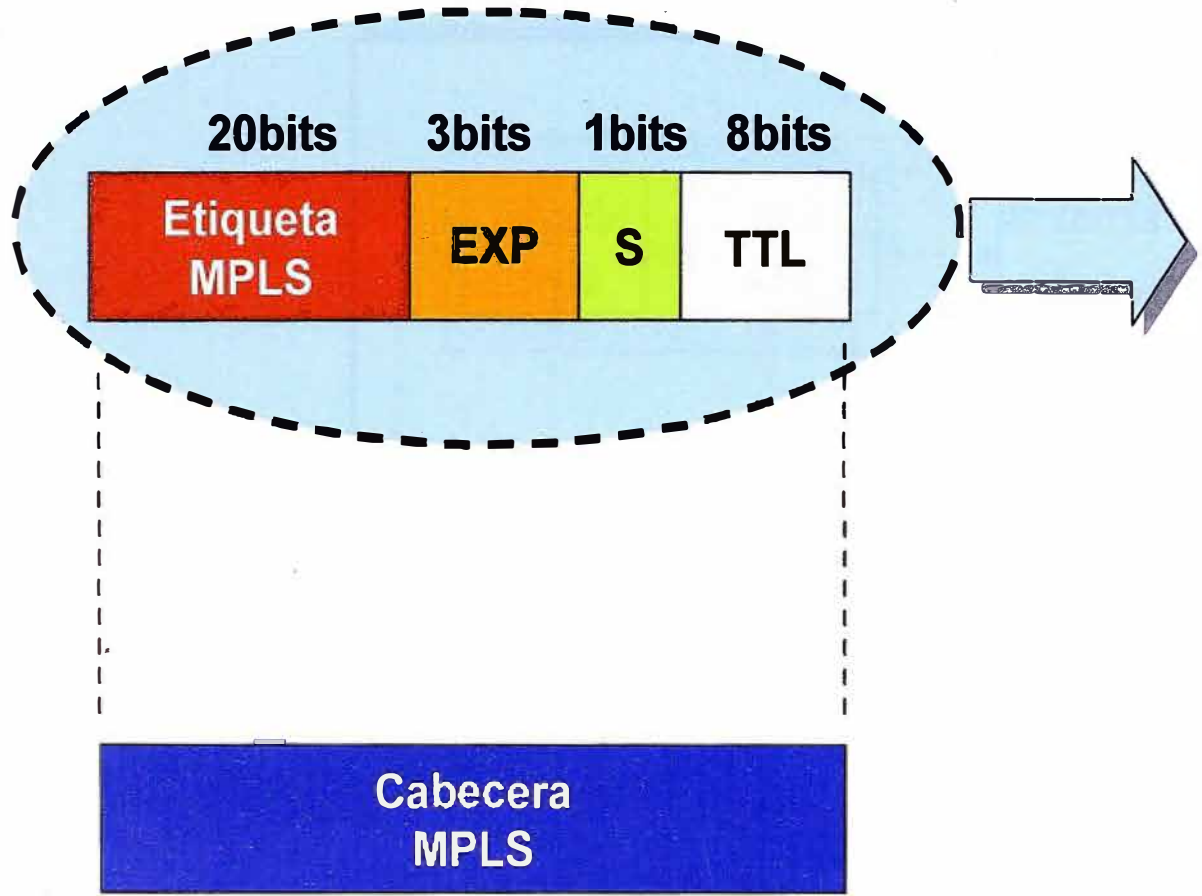 20bits 3bits 1bits 8bits
Etiqueta
MPLS
EXP
S
TTL
Cabecera
MPLS